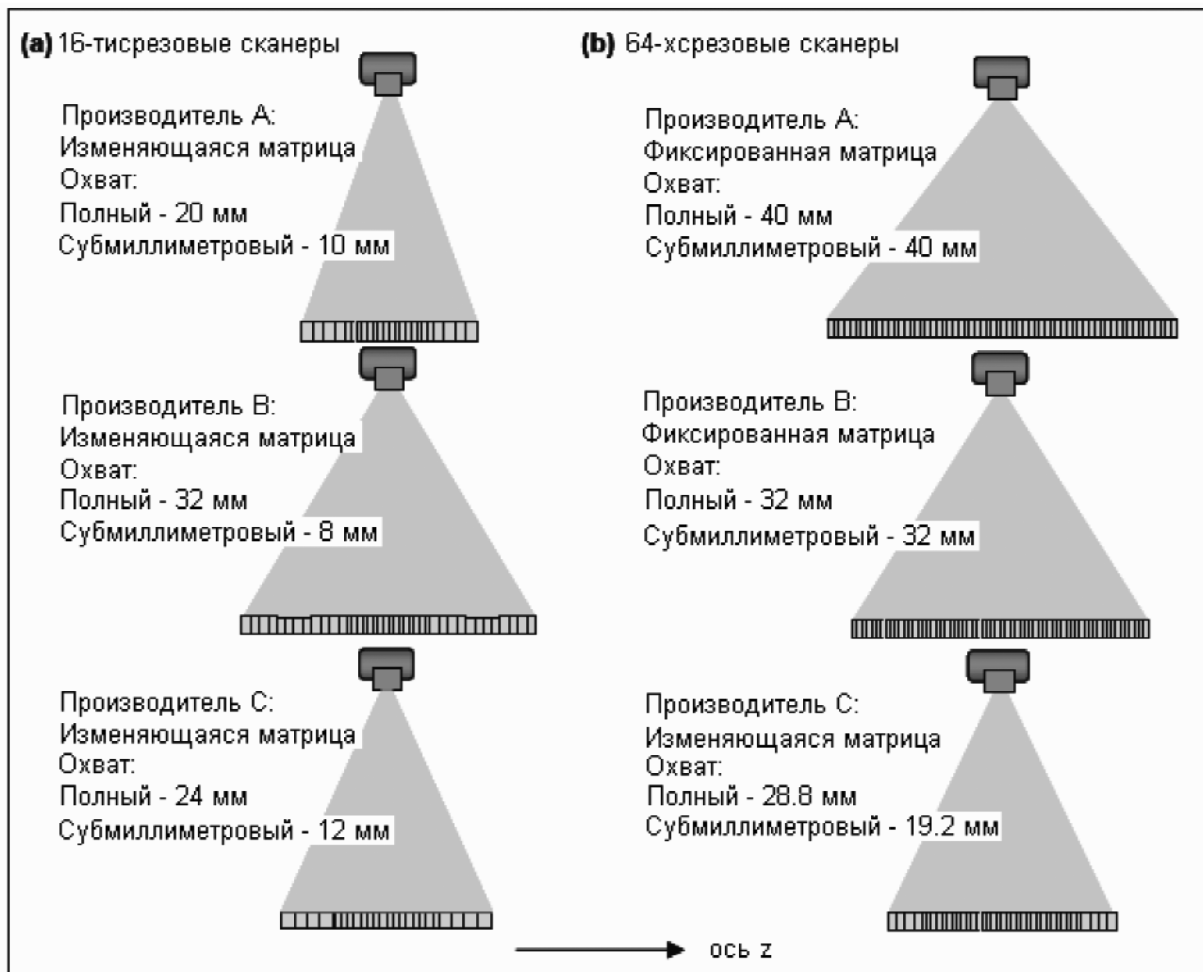 (a) 16-тисрезовые сканеры
Производитель А:
Изменяющаяся матрица
Охват:
Полный - 20 мм
Субмиллиметровый - 10 мм
Производитель В:
Изменяющаяся матрица
Охват:
Полный - 32 мм
Субмиллиметровый - 8 мм
Производитель С:
Изменяющаяся матрица
Охват:
Полный - 24 мм
Субмиллиметровый - 12 мм
(b) 64-хсрезовые сканеры
Производитель А:
Фиксированная матрица
Охват:
Полный - 40 мм
Субмиллиметровый - 40 мм
Производитель В:
Фиксированная матрица
Охват:
Полный - 32 мм
Субмиллиметровый - 32 мм
Производитель С:
Изменяющаяся матрица
Охват:
Полный - 28.8 мм
Субмиллиметровый - 19.2 мм
ось z